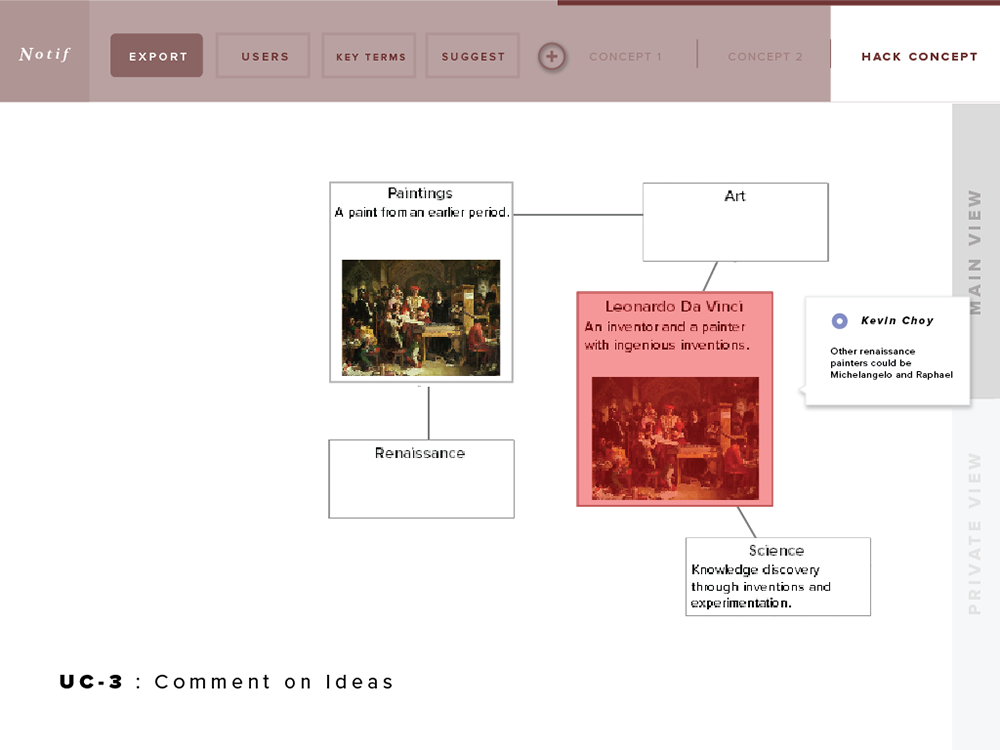 Notif
EXPORT
USERS
KEY TERMS
SUGGEST
+
CONCEPT 1
CONCEPT 2
HACK CONCEPT
MAIN VIEW
PRIVATE VIEW
Paintings
A paint from an earlier period.
Art
Leonardo Da Vinci
An inventor and a painter
with ingenious inventions.
Kevin Choy
Other renaissance
painters could be
Michelangelo and Raphael
Renaissance
Science
Knowledge discovery
through inventions and
experimentation.
UC-3 : Comment on Ideas